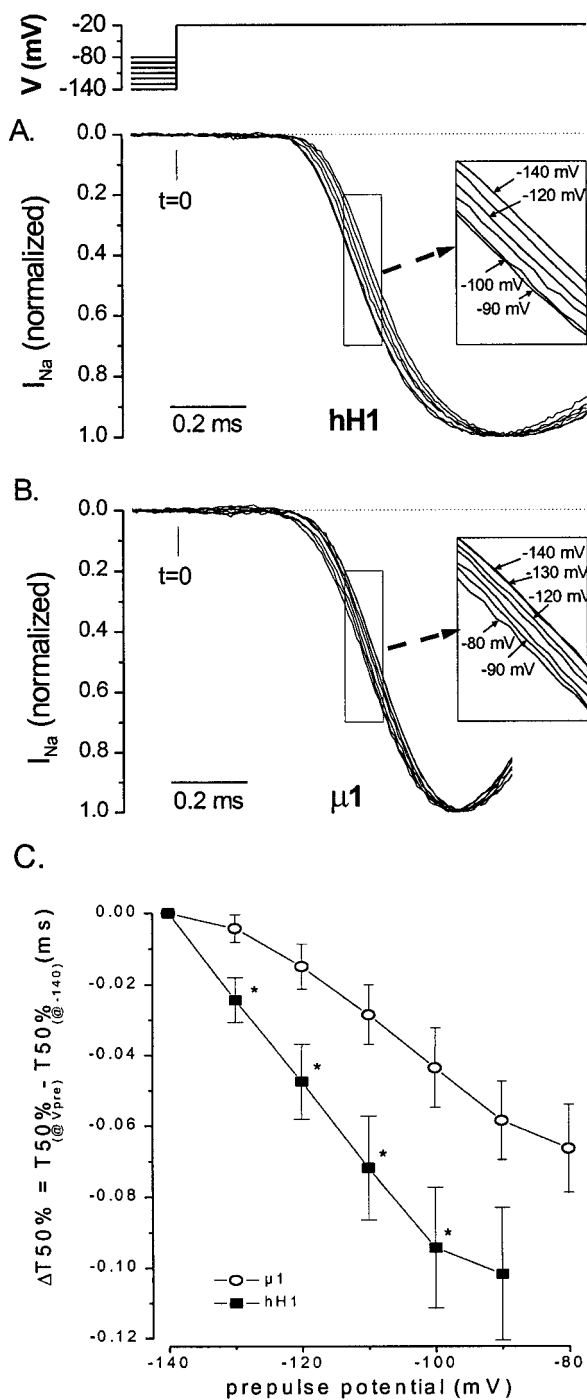 V (mV)
-20
-80
-140
A.
0.0
0.2
0.4
0.6
0.8
1.0
I_Na (normalized)
t=0
0.2 ms
hH1
-140 mV
-120 mV
-100 mV
-90 mV
B.
0.0
0.2
0.4
0.6
0.8
1.0
I_Na (normalized)
t=0
0.2 ms
μ1
-140 mV
-130 mV
-120 mV
-80 mV
-90 mV
C.
0.00
-0.02
-0.04
-0.06
-0.08
-0.10
-0.12
ΔT50% = T50%(@Vpre) - T50%(@-140)(ms)
*
*
*
*
μ1
hH1
-140
-120
-100
-80
prepulse potential (mV)